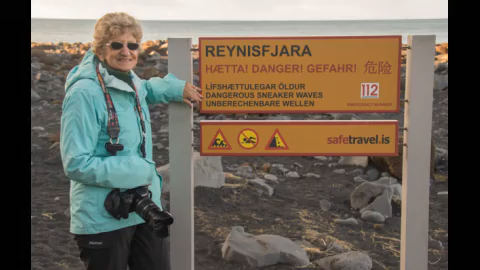 REYNISFJARA
HÆTTA! DANGER! GEFAHR! 危险
LÍFSHÆTTULEGAR ÖLDUR
DANGEROUS SNEAKER WAVES
UNBERECHENBARE WELLEN
112
safetravel.is